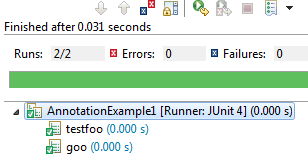 Finished after 0.031 seconds
Runs: 2/2 Errors: 0 Failures: 0
AnnotationExample1 [Runner: JUnit 4] (0.000 s)
testfoo (0.000 s)
goo (0.000 s)